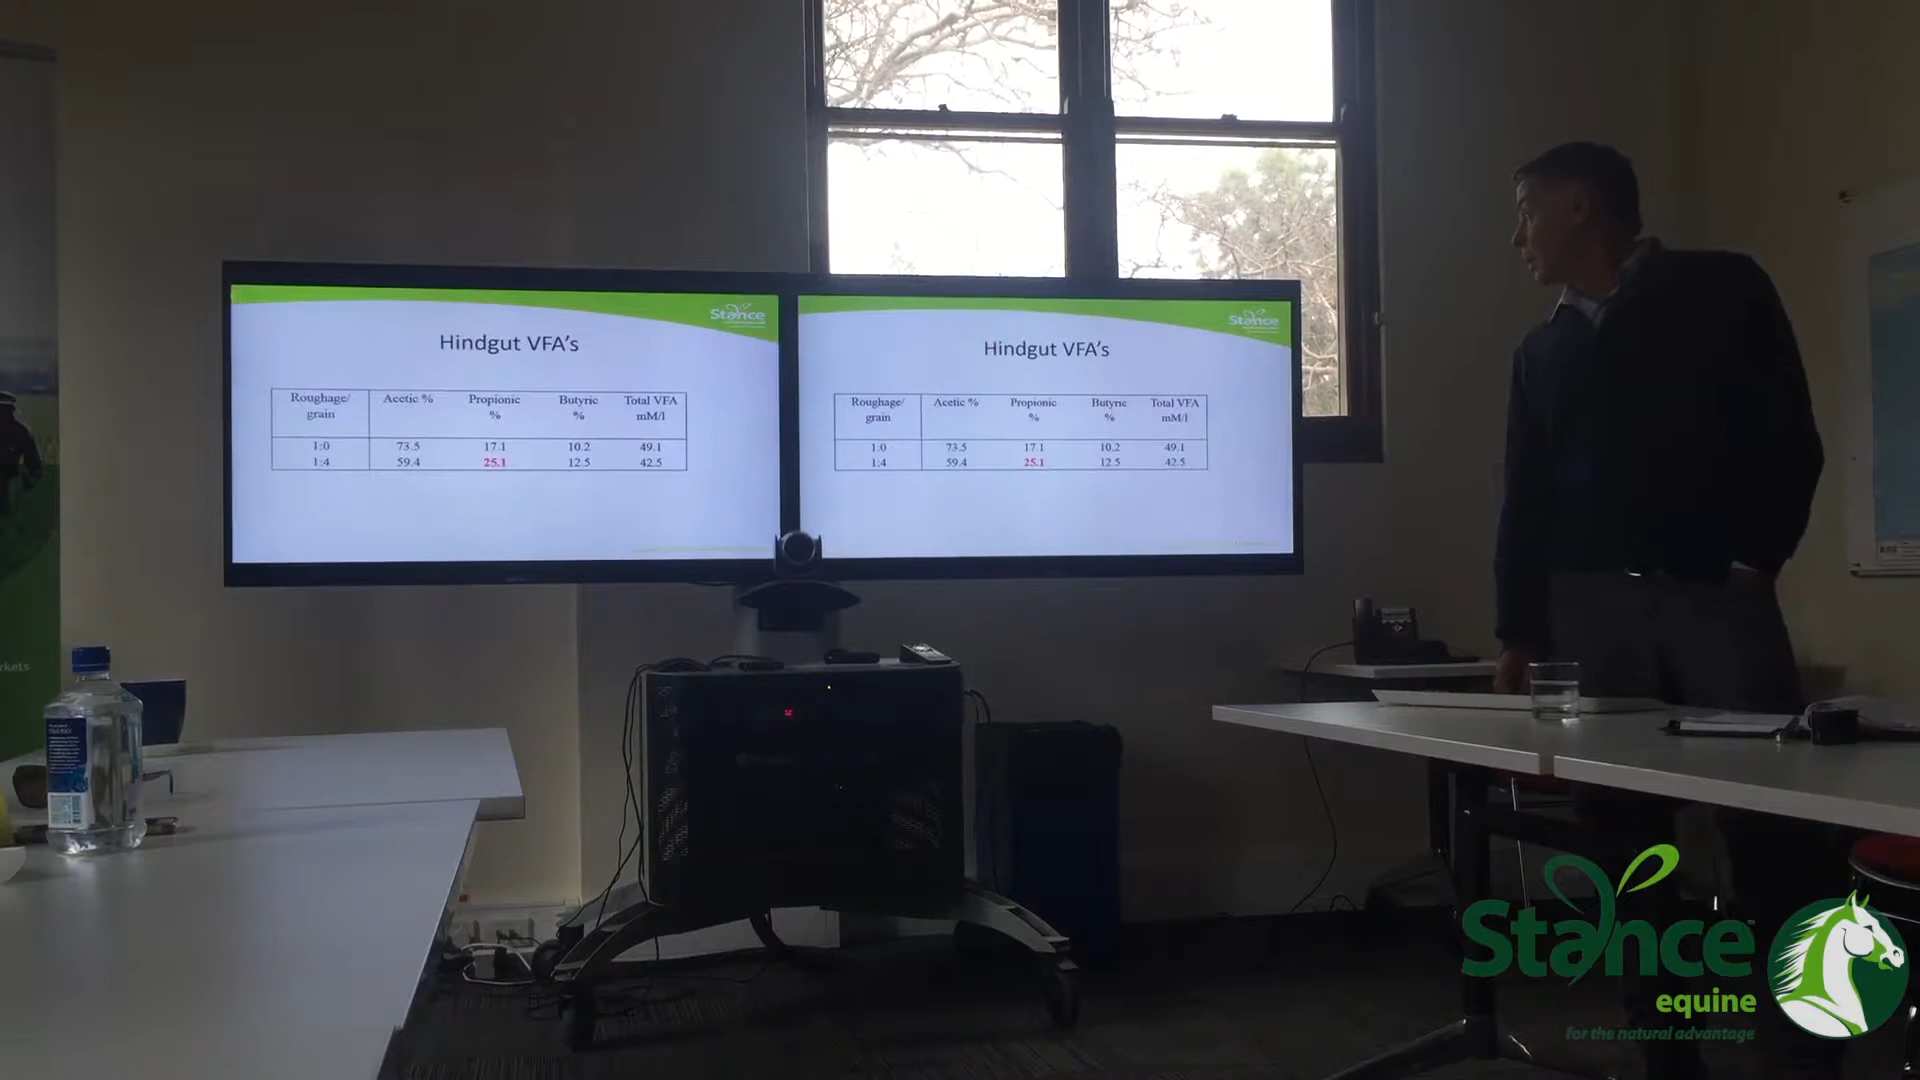 Stance
Hindgut VFA's
Roughage/ Acetic % Propionic Butyric Total VFA
grain % % mM/l
1:0 73.5 17.1 10.2 49.1
1:4 59.4 25.1 12.5 42.5
Stance
Hindgut VFA's
Roughage/ Acetic % Propionic Butyric Total VFA
grain % % mM/l
1:0 73.5 17.1 10.2 49.1
1:4 59.4 25.1 12.5 42.5
rkets
Stance
equine
for the natural advantage